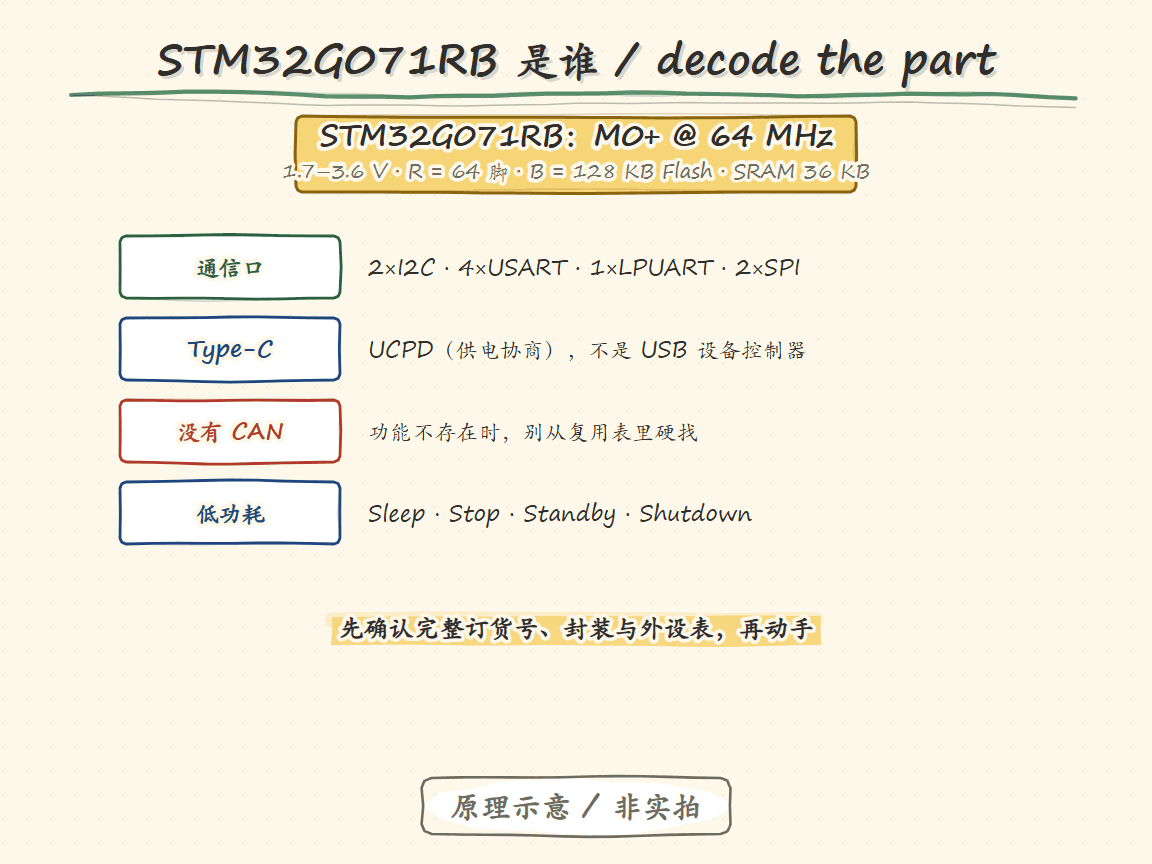 STM32G071RB 是谁 / decode the part
STM32G071RB: M0+ @ 64 MHz
1.7–3.6 V · R = 64 脚 · B = 128 KB Flash · SRAM 36 KB
通信口
2×I2C · 4×USART · 1×LPUART · 2×SPI
Type-C
UCPD（供电协商），不是 USB 设备控制器
没有 CAN
功能不存在时，别从复用表里硬找
低功耗
Sleep · Stop · Standby · Shutdown
先确认完整订货号、封装与外设表，再动手
原理示意 / 非实拍